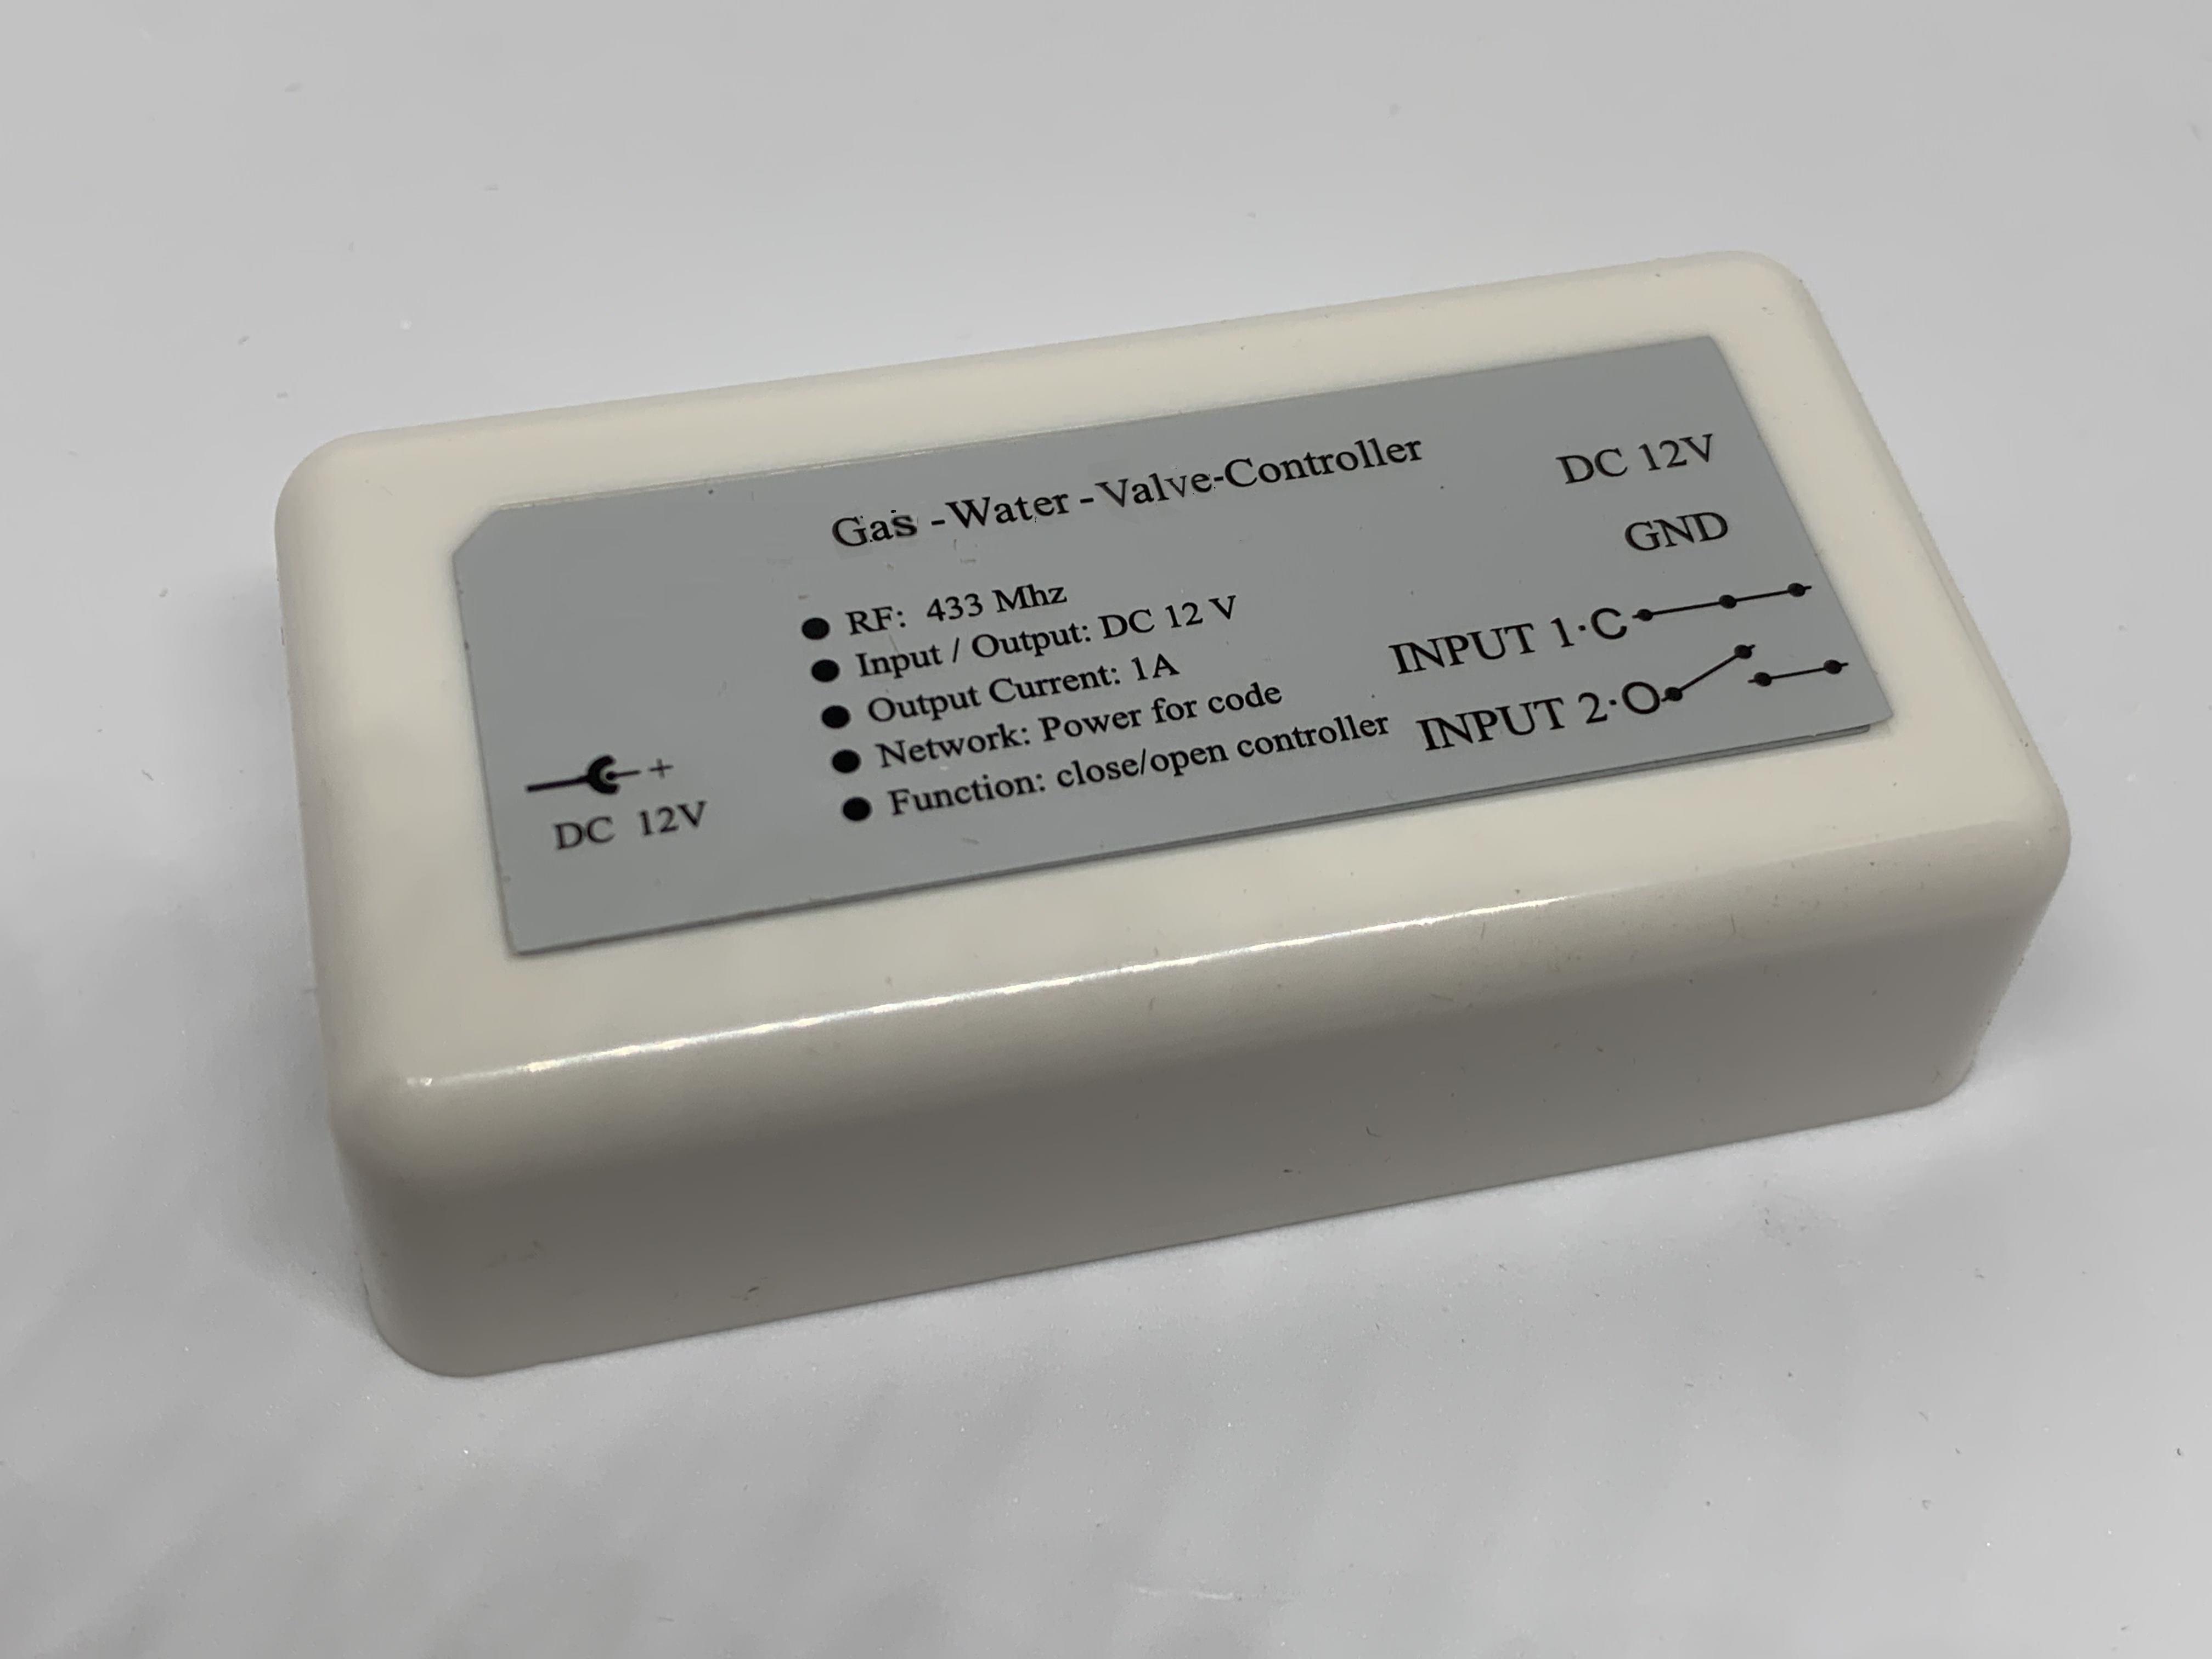 Gas -Water -Valve-Controller
RF: 433 Mhz
Input / Output: DC 12 V
Output Current: 1A
Network: Power for code
Function: close/open controller
+
DC 12V
DC 12V
GND
INPUT 1·C
INPUT 2·O